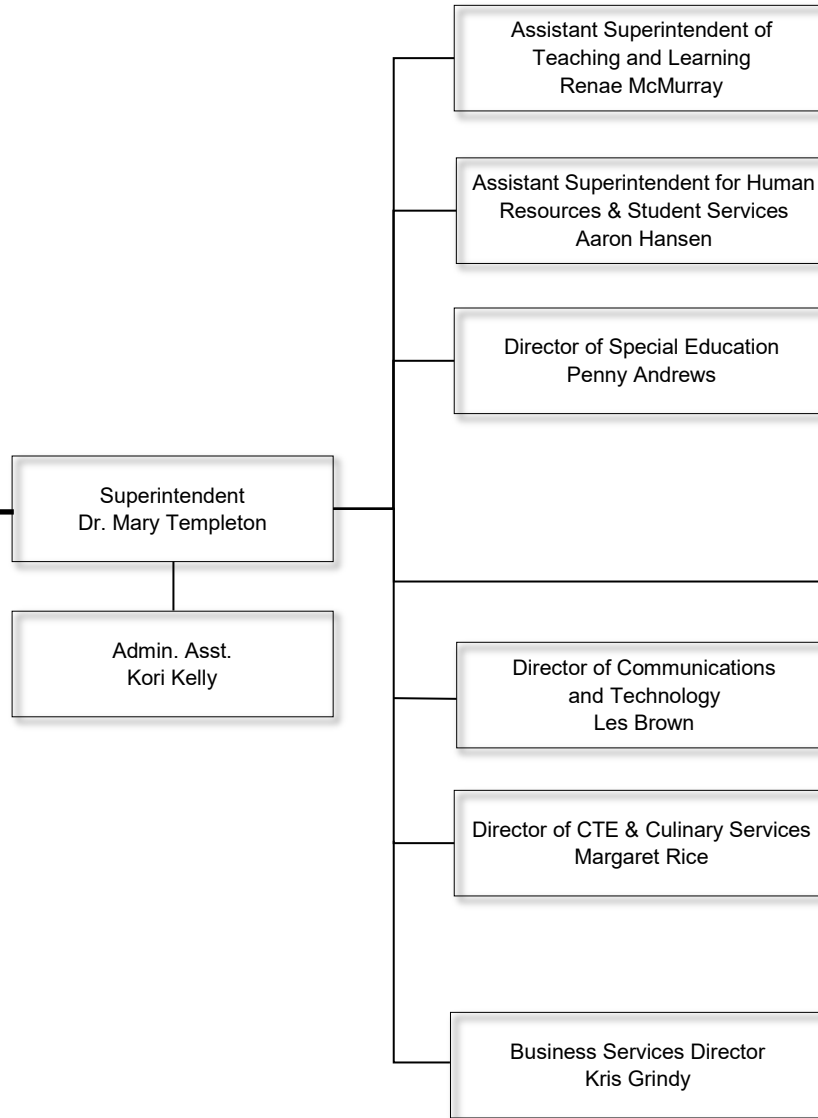 Assistant Superintendent of
Teaching and Learning
Renae McMurray
Assistant Superintendent for Human
Resources & Student Services
Aaron Hansen
Director of Special Education
Penny Andrews
Superintendent
Dr. Mary Templeton
Admin. Asst.
Kori Kelly
Director of Communications
and Technology
Les Brown
Director of CTE & Culinary Services
Margaret Rice
Business Services Director
Kris Grindy